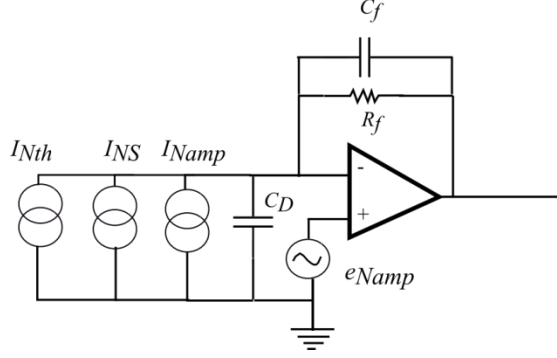 C_f
R_f
I_Nth I_NS I_Namp
-
C_D
+
e_Namp